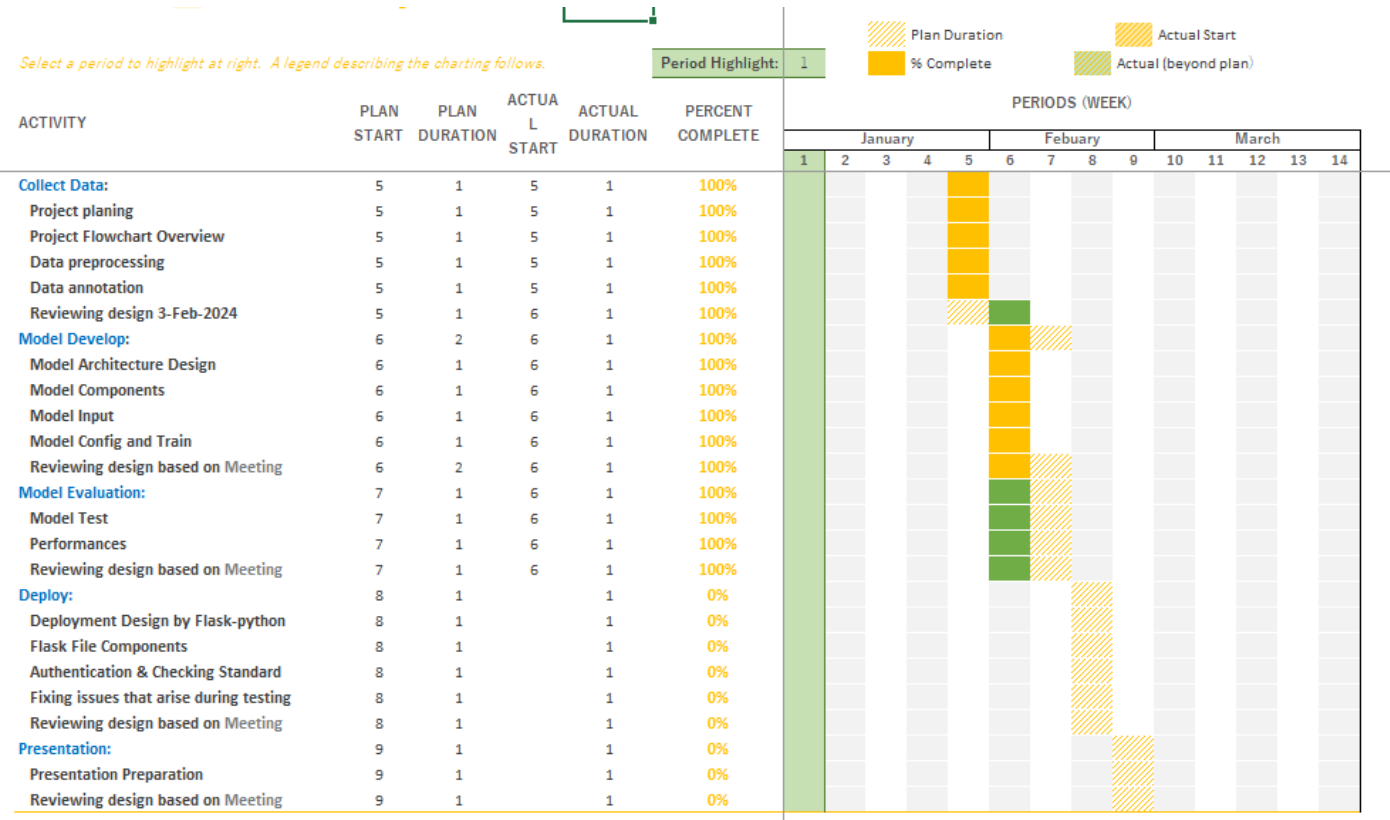 Plan Duration Actual Start
Select a period to highlight at right. A legend describing the charting follows. Period Highlight: 1 % Complete Actual (beyond plan)
ACTIVITY PLAN START PLAN DURATION ACTUAL START ACTUAL DURATION PERCENT COMPLETE PERIODS (WEEK)
January Febuary March
1 2 3 4 5 6 7 8 9 10 11 12 13 14
Collect Data: 5 1 5 1 100%
Project planing 5 1 5 1 100%
Project Flowchart Overview 5 1 5 1 100%
Data preprocessing 5 1 5 1 100%
Data annotation 5 1 5 1 100%
Reviewing design 3-Feb-2024 5 1 6 1 100%
Model Develop: 6 2 6 1 100%
Model Architecture Design 6 1 6 1 100%
Model Components 6 1 6 1 100%
Model Input 6 1 6 1 100%
Model Config and Train 6 1 6 1 100%
Reviewing design based on Meeting 6 2 6 1 100%
Model Evaluation: 7 1 6 1 100%
Model Test 7 1 6 1 100%
Performances 7 1 6 1 100%
Reviewing design based on Meeting 7 1 6 1 100%
Deploy: 8 1 1 0%
Deployment Design by Flask-python 8 1 1 0%
Flask File Components 8 1 1 0%
Authentication & Checking Standard 8 1 1 0%
Fixing issues that arise during testing 8 1 1 0%
Reviewing design based on Meeting 8 1 1 0%
Presentation: 9 1 1 0%
Presentation Preparation 9 1 1 0%
Reviewing design based on Meeting 9 1 1 0%